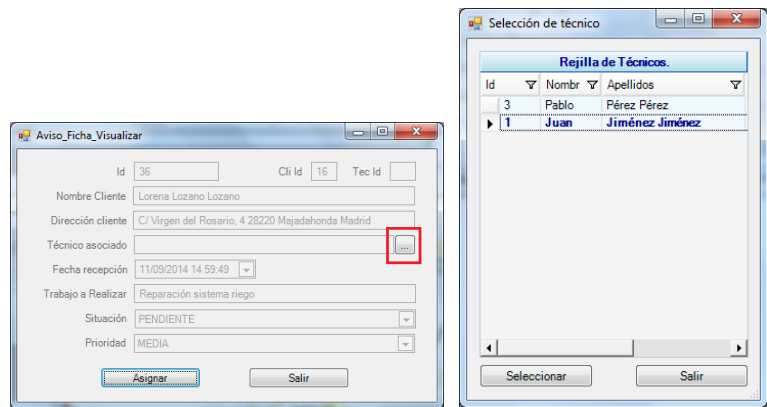 Aviso_Ficha_Visualizar
Id 36 Cli Id 16 Tec Id
Nombre Cliente Lorena Lozano Lozano
Dirección cliente C/ Virgen del Rosario, 4 28220 Majadahonda Madrid
Técnico asociado ...
Fecha recepción 11/09/2014 14:59:49
Trabajo a Realizar Reparación sistema riego
Situación PENDIENTE
Prioridad MEDIA
Asignar Salir
Selección de técnico
Rejilla de Técnicos.
Id Nombr Apellidos
3 Pablo Pérez Pérez
1 Juan Jiménez Jiménez
Seleccionar Salir